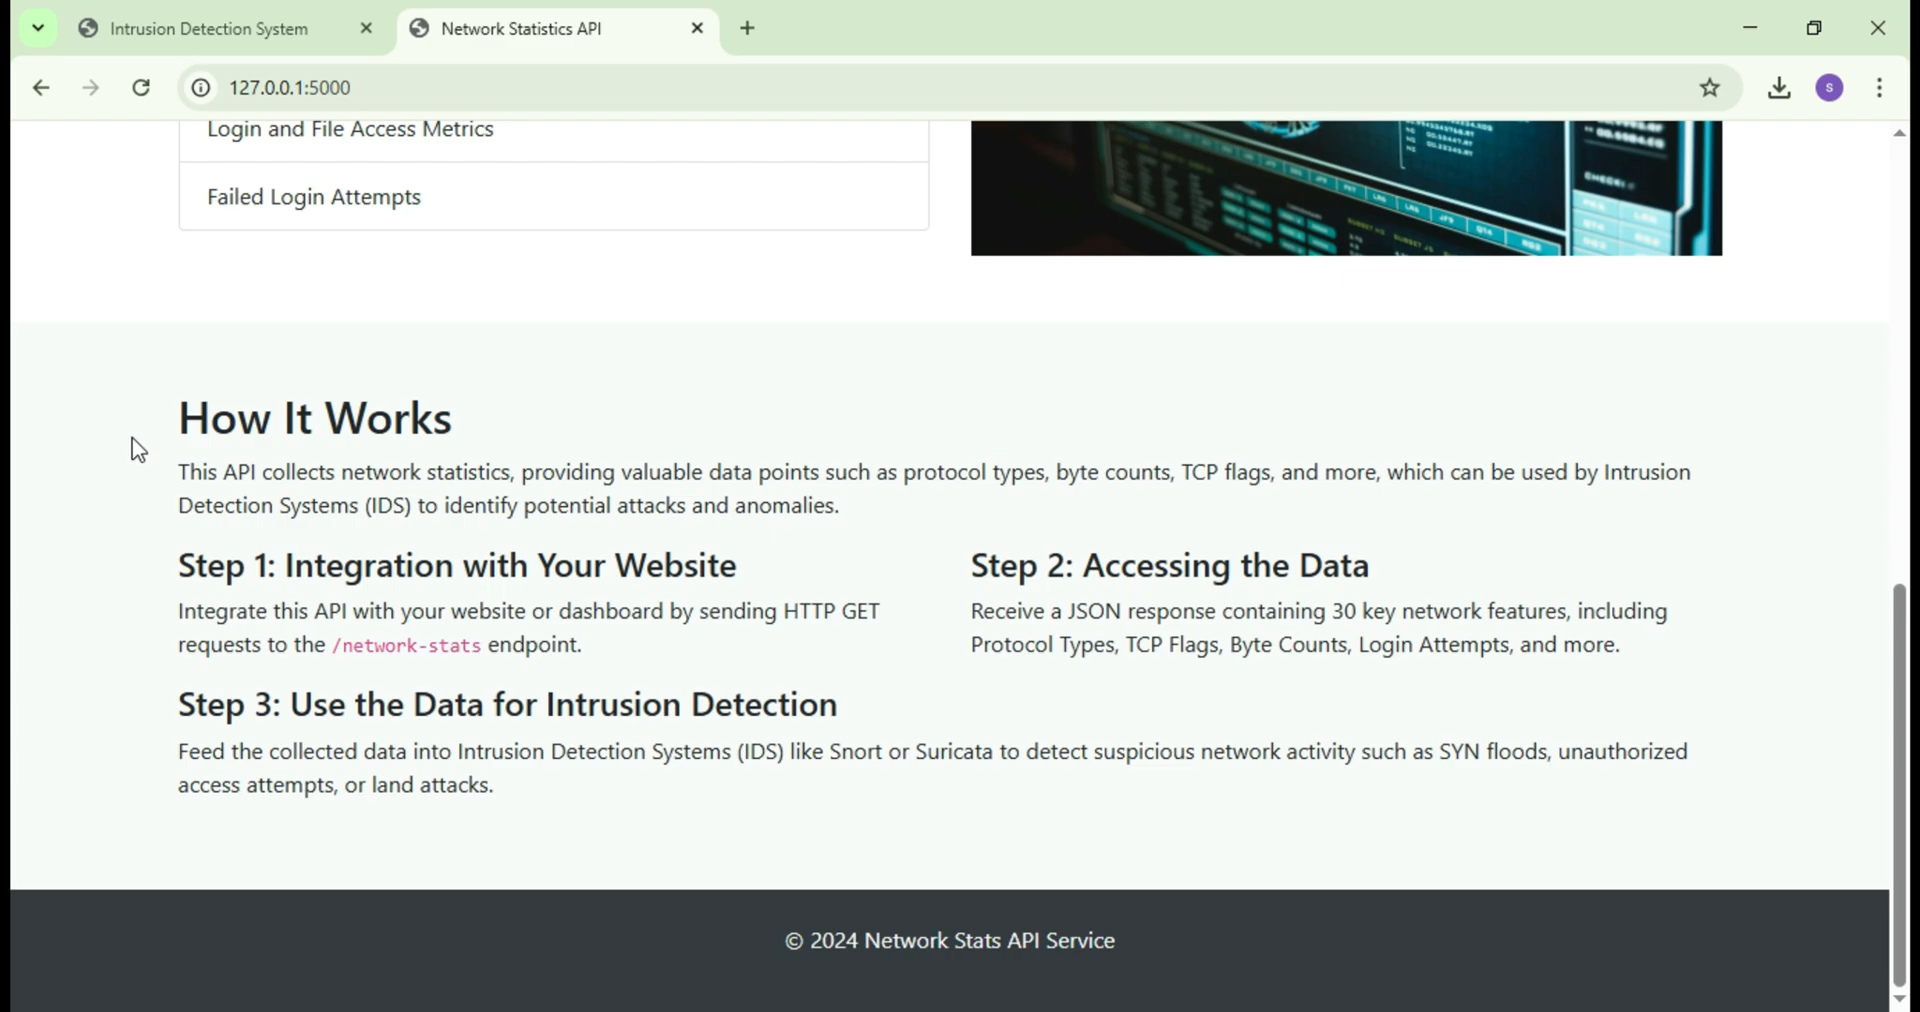 Intrusion Detection System
Network Statistics API
127.0.0.1:5000
S
Login and File Access Metrics
Failed Login Attempts
How It Works
This API collects network statistics, providing valuable data points such as protocol types, byte counts, TCP flags, and more, which can be used by Intrusion
Detection Systems (IDS) to identify potential attacks and anomalies.
Step 1: Integration with Your Website
Integrate this API with your website or dashboard by sending HTTP GET
requests to the /network-stats endpoint.
Step 2: Accessing the Data
Receive a JSON response containing 30 key network features, including
Protocol Types, TCP Flags, Byte Counts, Login Attempts, and more.
Step 3: Use the Data for Intrusion Detection
Feed the collected data into Intrusion Detection Systems (IDS) like Snort or Suricata to detect suspicious network activity such as SYN floods, unauthorized
access attempts, or land attacks.
© 2024 Network Stats API Service